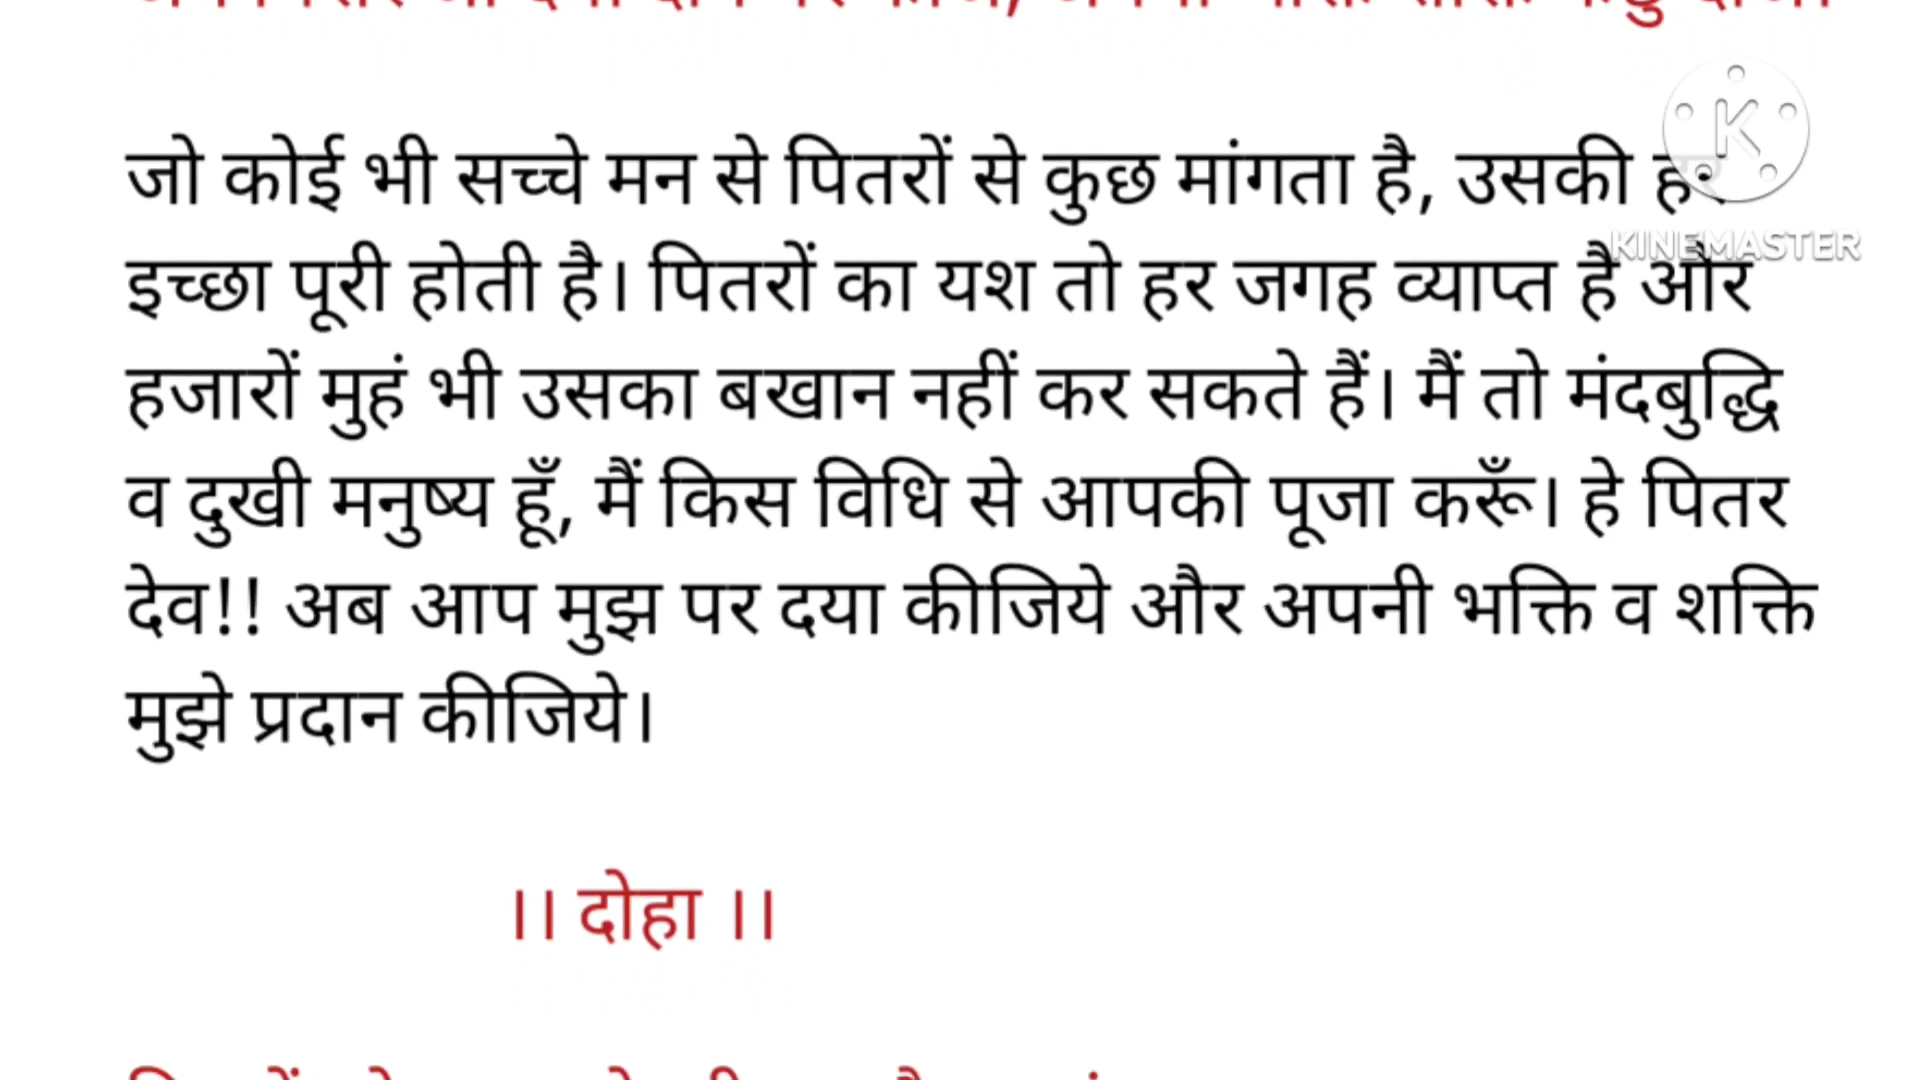 जो कोई भी सच्चे मन से पितरों से कुछ मांगता है, उसकी हर
इच्छा पूरी होती है। पितरों का यश तो हर जगह व्याप्त है और
हजारों मुहं भी उसका बखान नहीं कर सकते हैं। मैं तो मंदबुद्धि
व दुखी मनुष्य हूँ, मैं किस विधि से आपकी पूजा करूँ। हे पितर
देव!! अब आप मुझ पर दया कीजिये और अपनी भक्ति व शक्ति
मुझे प्रदान कीजिये।
।। दोहा ।।
K
KINEMASTER